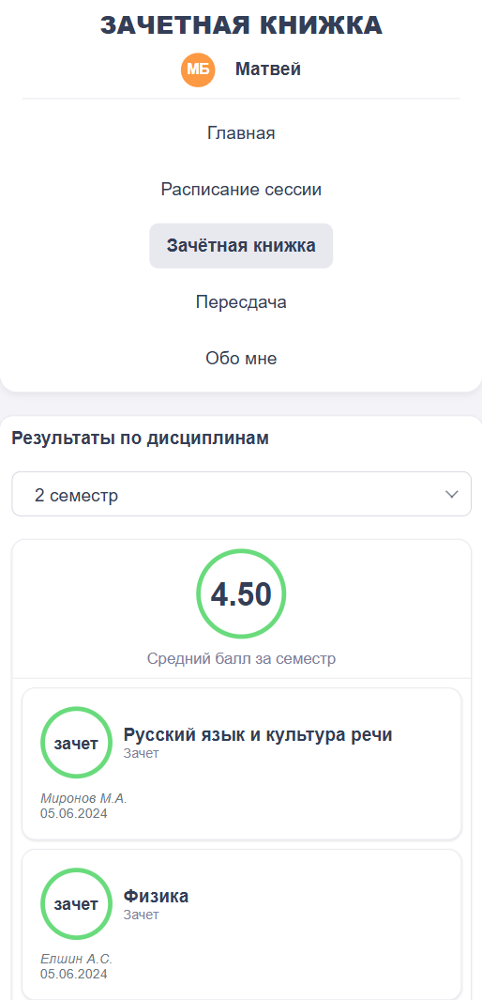 ЗАЧЕТНАЯ КНИЖКА
МБ Матвей
Главная
Расписание сессии
Зачётная книжка
Пересдача
Обо мне
Результаты по дисциплинам
2 семестр
4.50
Средний балл за семестр
зачет
Русский язык и культура речи
Зачет
Миронов М.А.
05.06.2024
зачет
Физика
Зачет
Елшин А.С.
05.06.2024